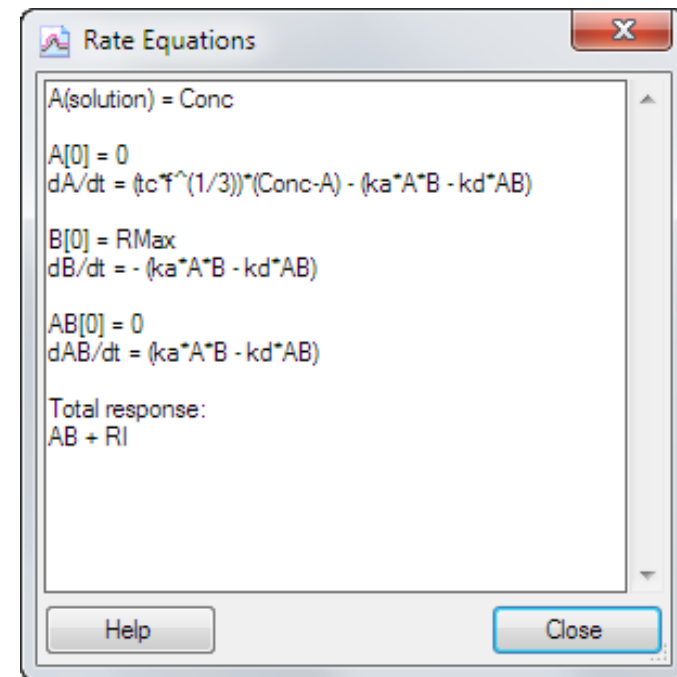 Rate Equations
A(solution) = Conc
A[0] = 0
dA/dt = (tc*f^(1/3))*(Conc-A) - (ka*A*B - kd*AB)
B[0] = RMax
dB/dt = - (ka*A*B - kd*AB)
AB[0] = 0
dAB/dt = (ka*A*B - kd*AB)
Total response:
AB + RI
Help
Close